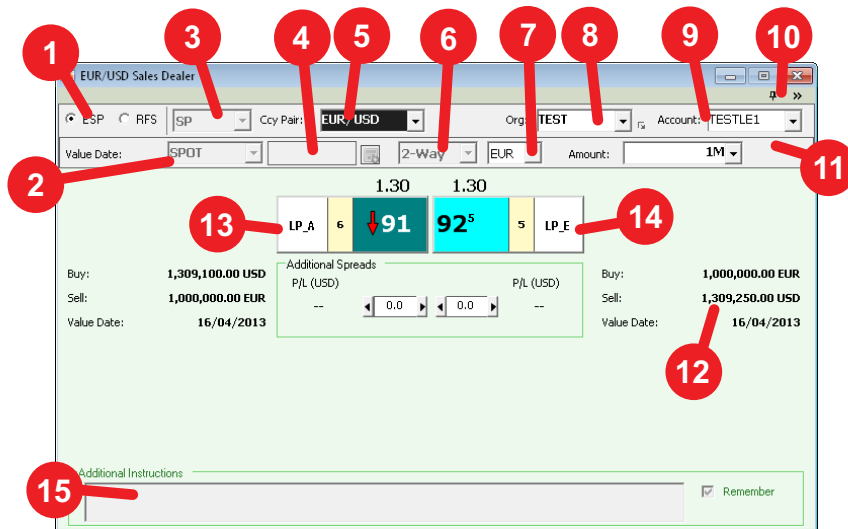 1 3 4 5 6 7 8 9 10
EUR/USD Sales Dealer
ESP RFS SP Ccy Pair: EUR/USD Org: TEST Account: TESTLE1
Value Date: SPOT 2-Way EUR Amount: 1M
2 11
1.30 1.30
13 LP_A 6 91 92⁵ 5 LP_E 14
Additional Spreads
Buy: 1,309,100.00 USD P/L (USD) P/L (USD) Buy: 1,000,000.00 EUR
Sell: 1,000,000.00 EUR -- 0.0 0.0 -- Sell: 1,309,250.00 USD
Value Date: 16/04/2013 Value Date: 16/04/2013
12
Additional Instructions
15 Remember